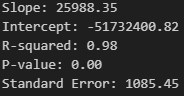 Slope: 25988.35
Intercept: -51732400.82
R-squared: 0.98
P-value: 0.00
Standard Error: 1085.45